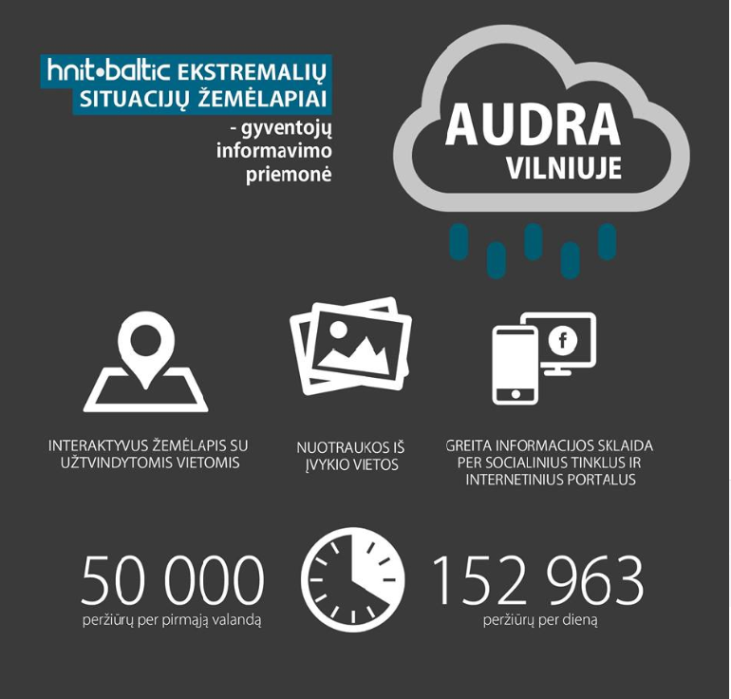 hnit•baltic EKSTREMALIŲ
SITUACIJŲ ŽEMĖLAPIAI
- gyventojų
informavimo
priemonė
AUDRA
VILNIUJE
f
INTERAKTYVUS ŽEMĖLAPIS SU
UŽTVINDYTOMIS VIETOMIS
NUOTRAUKOS IŠ
ĮVYKIO VIETOS
GREITA INFORMACIJOS SKLAIDA
PER SOCIALINIUS TINKLUS IR
INTERNETINIUS PORTALUS
50 000
peržiūrų per pirmąją valandą
152 963
peržiūrų per dieną